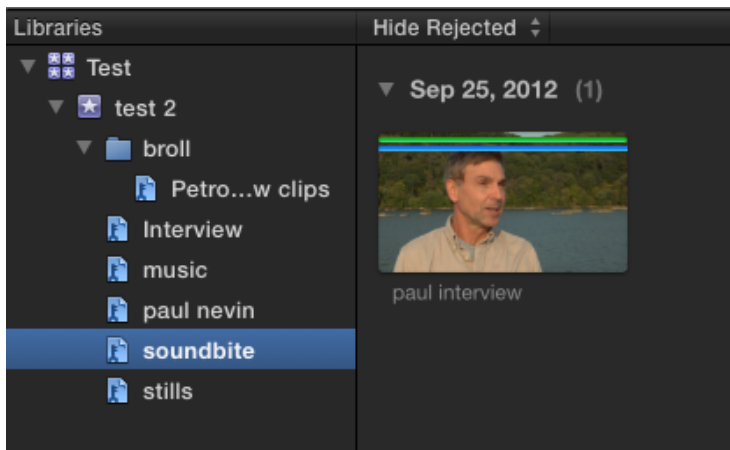 Libraries
Hide Rejected
Test
test 2
broll
Petro...w clips
Interview
music
paul nevin
soundbite
stills
Sep 25, 2012 (1)
paul interview